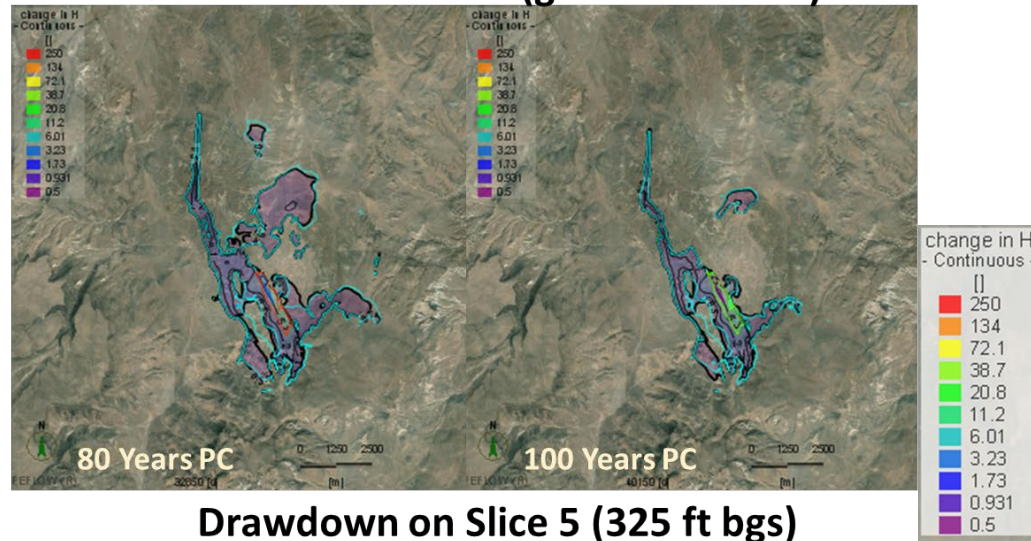 change in H
- Continuous -
[]
250
134
72.1
38.7
20.8
11.2
6.01
3.23
1.73
0.931
0.5
change in H
- Continuous -
[]
250
134
72.1
38.7
20.8
11.2
6.01
3.23
1.73
0.931
0.5
N
0 1250 2500
80 Years PC
FEFLOW (R)
32850 [d]
[m]
N
0 1250 2500
100 Years PC
FEFLOW (R)
40150 [d]
[m]
change in H
- Continuous -
[]
250
134
72.1
38.7
20.8
11.2
6.01
3.23
1.73
0.931
0.5
Drawdown on Slice 5 (325 ft bgs)